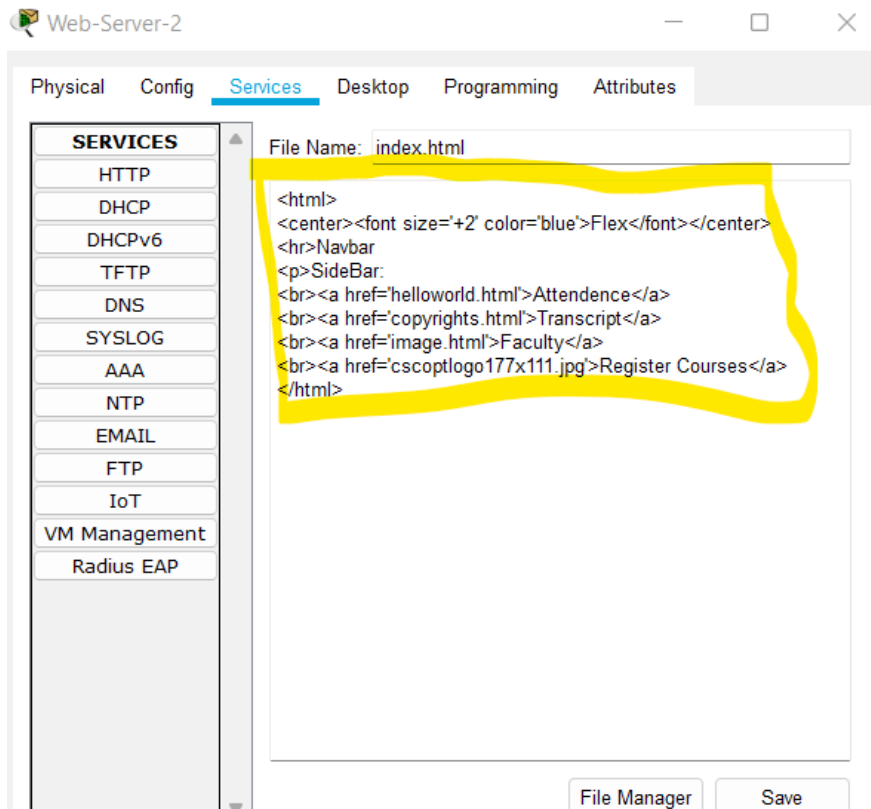 Web-Server-2
Physical Config Services Desktop Programming Attributes
SERVICES
HTTP
DHCP
DHCPv6
TFTP
DNS
SYSLOG
AAA
NTP
EMAIL
FTP
IoT
VM Management
Radius EAP
File Name: index.html
<html>
<center><font size='+2' color='blue'>Flex</font></center>
<hr>Navbar
<p>SideBar:
<br><a href='helloworld.html'>Attendence</a>
<br><a href='copyrights.html'>Transcript</a>
<br><a href='image.html'>Faculty</a>
<br><a href='cscoptlogo177x111.jpg'>Register Courses</a>
</html>
File Manager Save